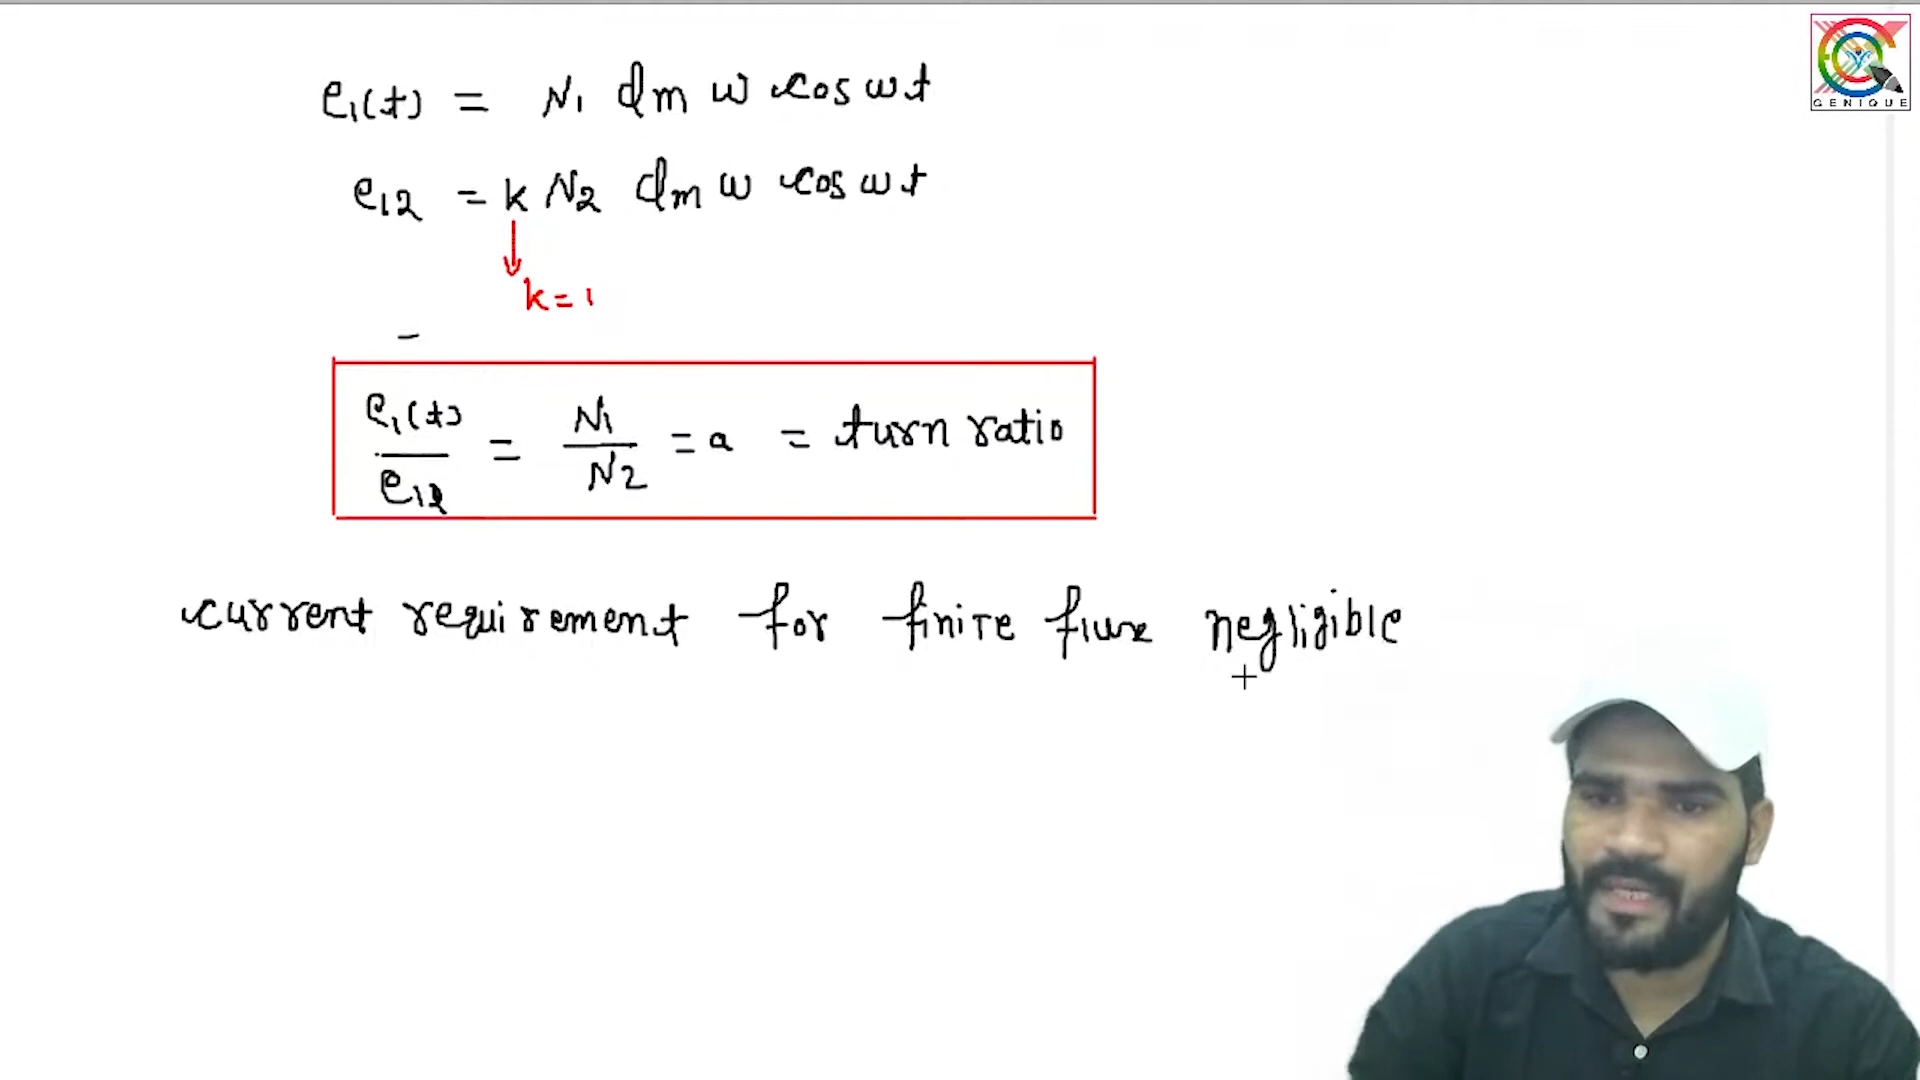 GENIQUE
e₁(t) = N₁ ϕm ω cos ωt
e₁₂ = k N₂ ϕm ω cos ωt
k = 1
e₁(t)/e₁₂ = N₁/N₂ = a = turn ratio
current requirement for finite flux negligible